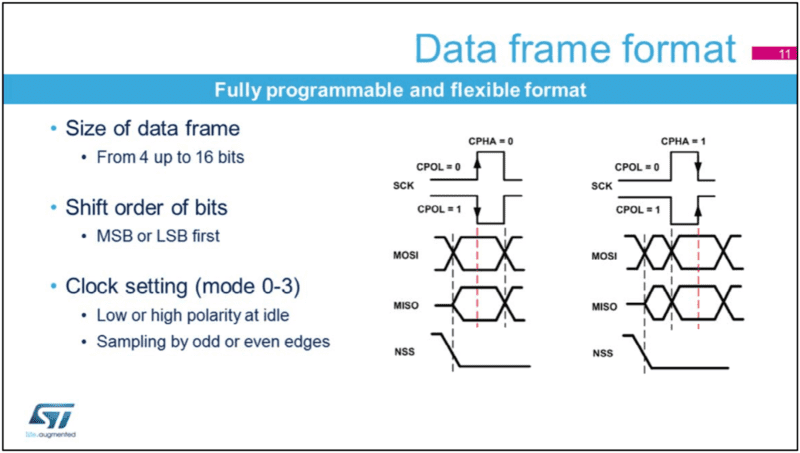 Data frame format
11
Fully programmable and flexible format
• Size of data frame
• From 4 up to 16 bits
• Shift order of bits
• MSB or LSB first
• Clock setting (mode 0-3)
• Low or high polarity at idle
• Sampling by odd or even edges
CPHA = 0
CPOL = 0
SCK
CPOL = 1
MOSI
MISO
NSS
CPHA = 1
CPOL = 0
SCK
CPOL = 1
MOSI
MISO
NSS
ST
life.augmented